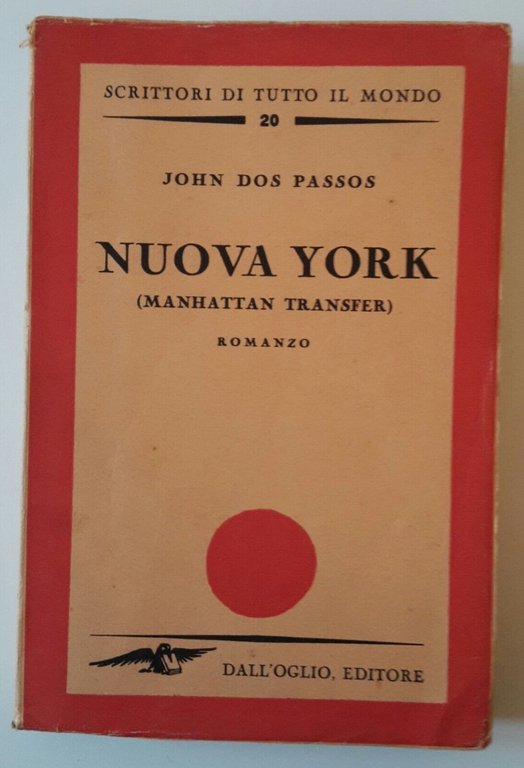 SCRITTORI DI TUTTO IL MONDO
20
JOHN DOS PASSOS
NUOVA YORK
(MANHATTAN TRANSFER)
ROMANZO
DALL'OGLIO, EDITORE